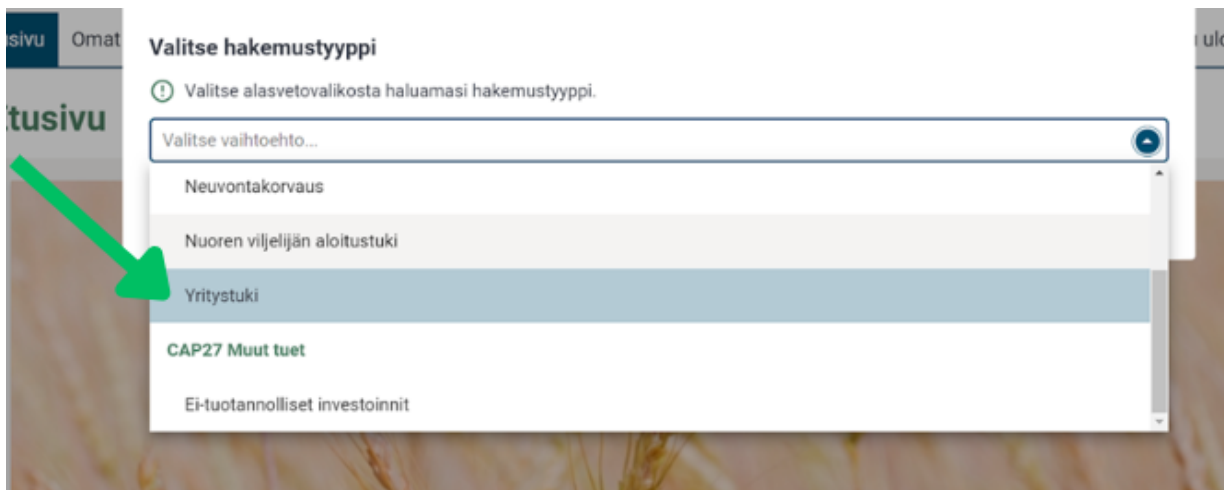 Omat
Valitse hakemustyyppi
Valitse alasvetovalikosta haluamasi hakemustyyppi.
Valitse vaihtoehto...
Neuvontakorvaus
Nuoren viljelijän aloitustuki
Yritystuki
CAP27 Muut tuet
Ei-tuotannolliset investoinnit